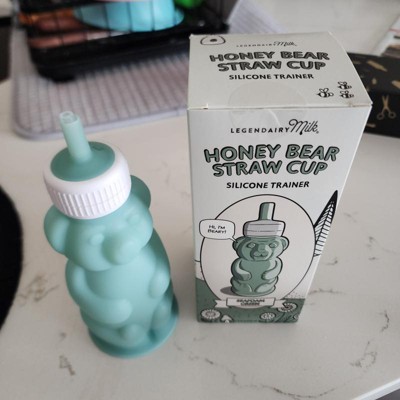 LEGENDAIRY Milk
HONEY BEAR
STRAW CUP
SILICONE TRAINER
LEGENDAIRY Milk
HONEY BEAR
STRAW CUP
SILICONE TRAINER
HI, I'M
BEARY!